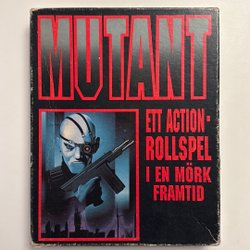 MUTANT
ETT ACTION-
ROLLSPEL
I EN MÖRK
FRAMTID